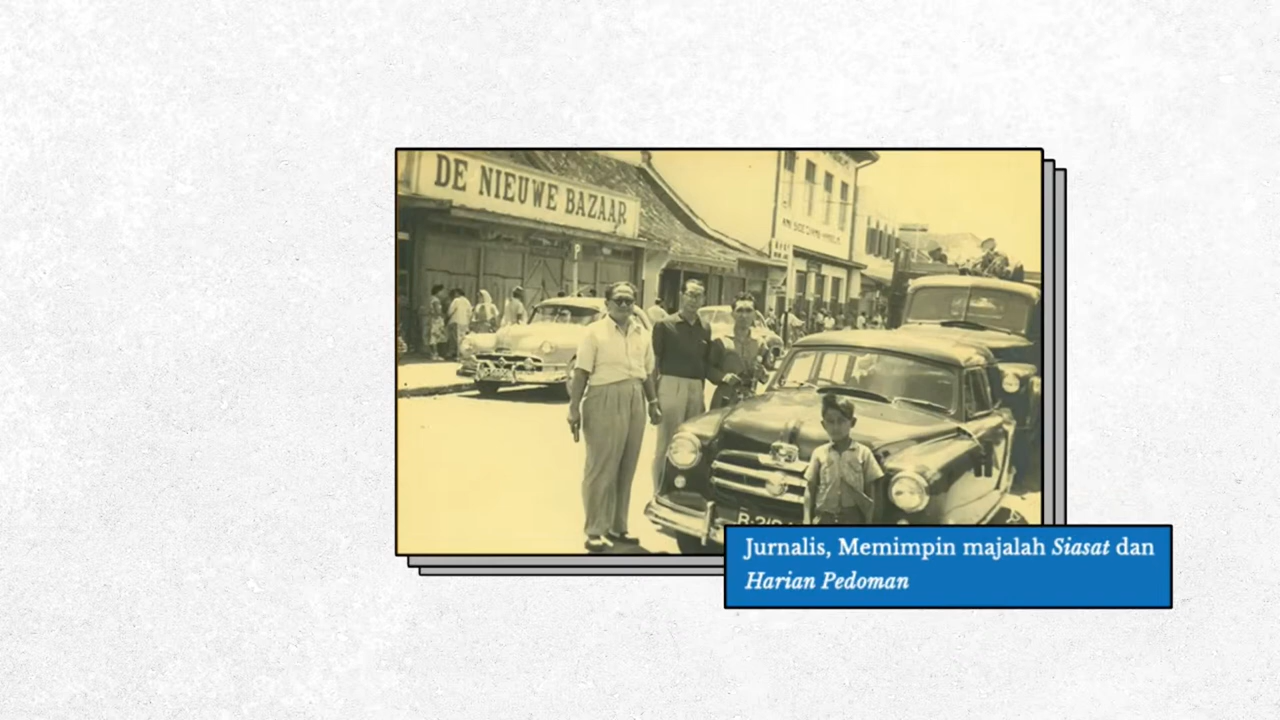 DE NIEUWE BAZAAR
P
Jurnalis, Memimpin majalah Siasat dan
Harian Pedoman